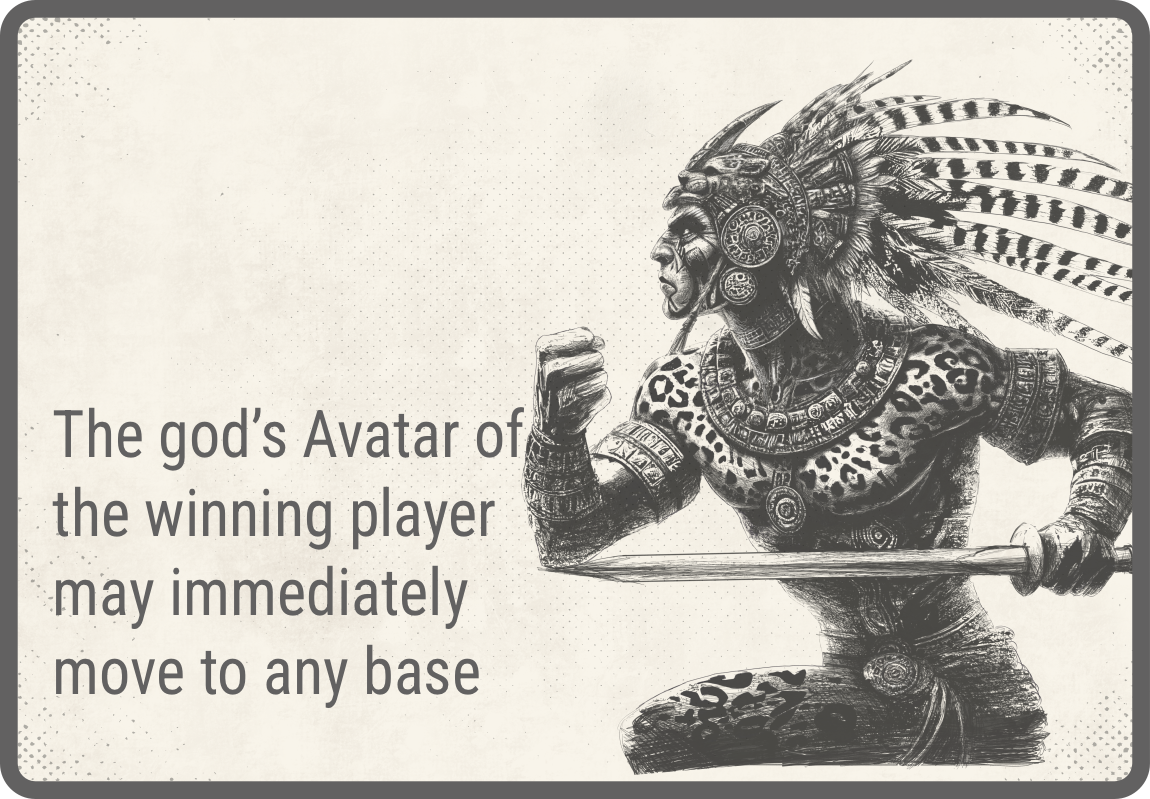 The god’s Avatar of
the winning player
may immediately
move to any base